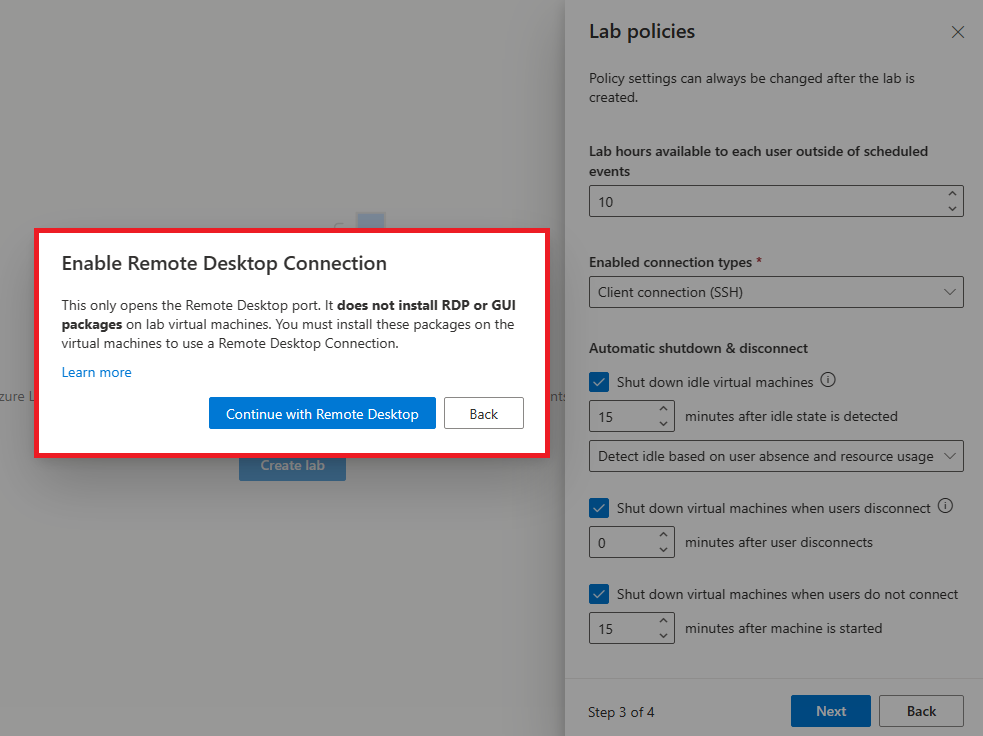 Lab policies
Policy settings can always be changed after the lab is
created.
Lab hours available to each user outside of scheduled
events
10
Enabled connection types *
Client connection (SSH)
Automatic shutdown & disconnect
Shut down idle virtual machines
15 minutes after idle state is detected
Detect idle based on user absence and resource usage
Shut down virtual machines when users disconnect
0 minutes after user disconnects
Shut down virtual machines when users do not connect
15 minutes after machine is started
Step 3 of 4
Next
Back
Enable Remote Desktop Connection
This only opens the Remote Desktop port. It does not install RDP or GUI
packages on lab virtual machines. You must install these packages on the
virtual machines to use a Remote Desktop Connection.
Learn more
Continue with Remote Desktop
Back
Create lab